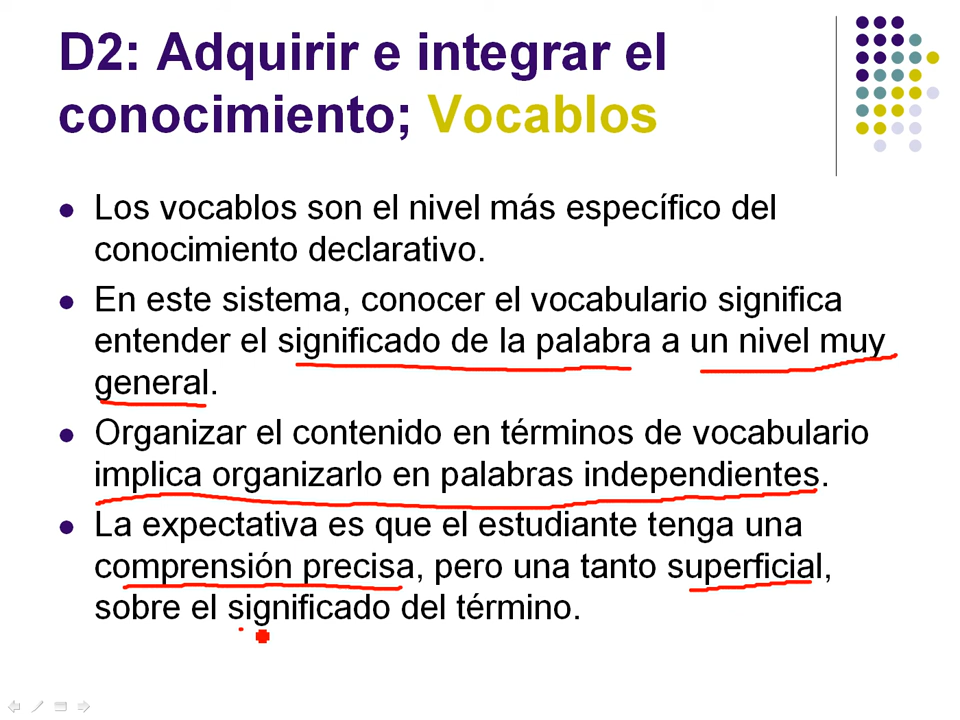 D2: Adquirir e integrar el
conocimiento; Vocablos
Los vocablos son el nivel más específico del
conocimiento declarativo.
En este sistema, conocer el vocabulario significa
entender el significado de la palabra a un nivel muy
general.
Organizar el contenido en términos de vocabulario
implica organizarlo en palabras independientes.
La expectativa es que el estudiante tenga una
comprensión precisa, pero una tanto superficial,
sobre el significado del término.